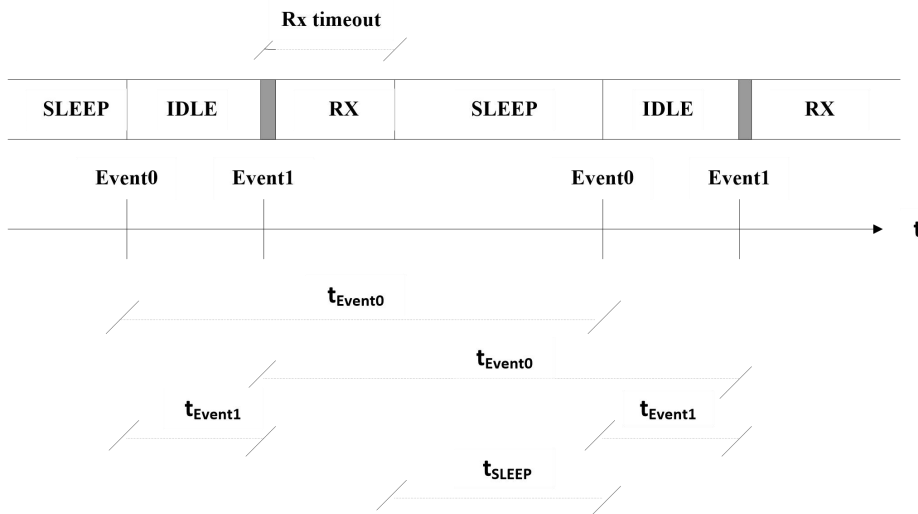 Rx timeout
SLEEP IDLE RX SLEEP IDLE RX
Event0 Event1 Event0 Event1
t
tEvent0
tEvent0
tEvent1 tEvent1
tSLEEP